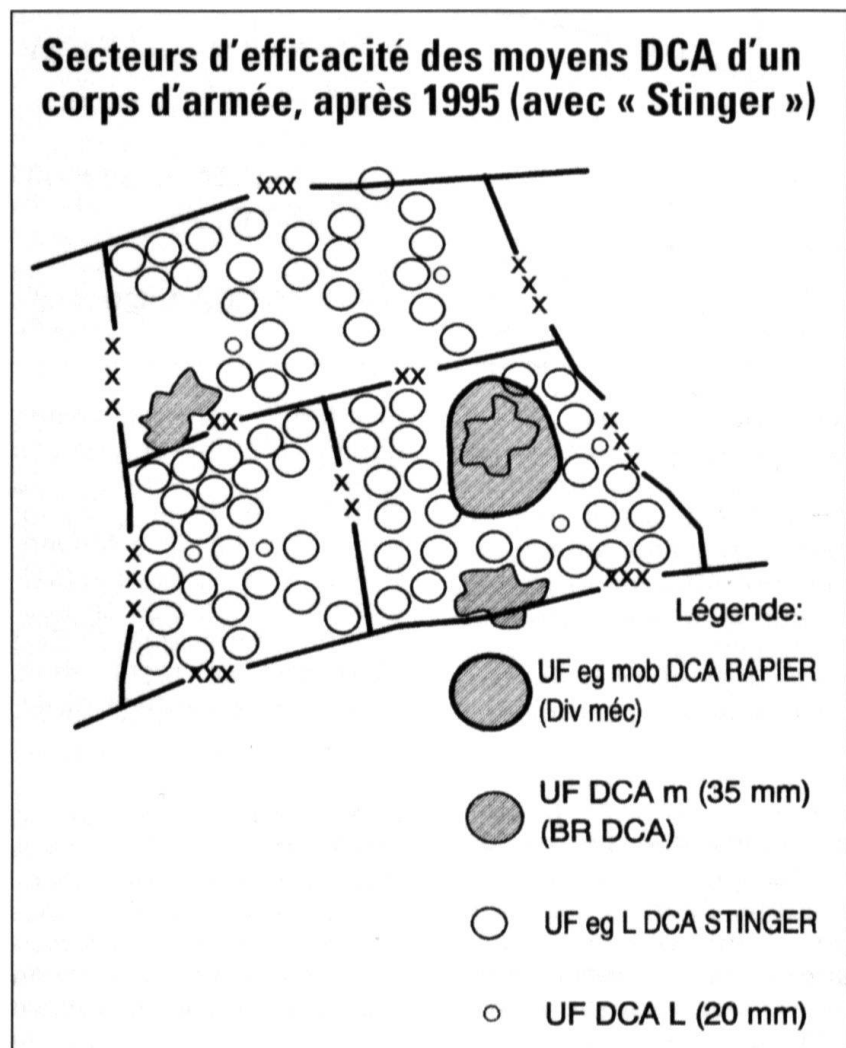 Secteurs d’efficacité des moyens DCA d’un
corps d’armée, après 1995 (avec « Stinger »)
XXX
X
X
X
X
X
X
XX
XX
X
X
X
X
X
X
X
X
XXX
X
XXX
Légende:
UF eg mob DCA RAPIER
(Div méc)
UF DCA m (35 mm)
(BR DCA)
UF eg L DCA STINGER
UF DCA L (20 mm)